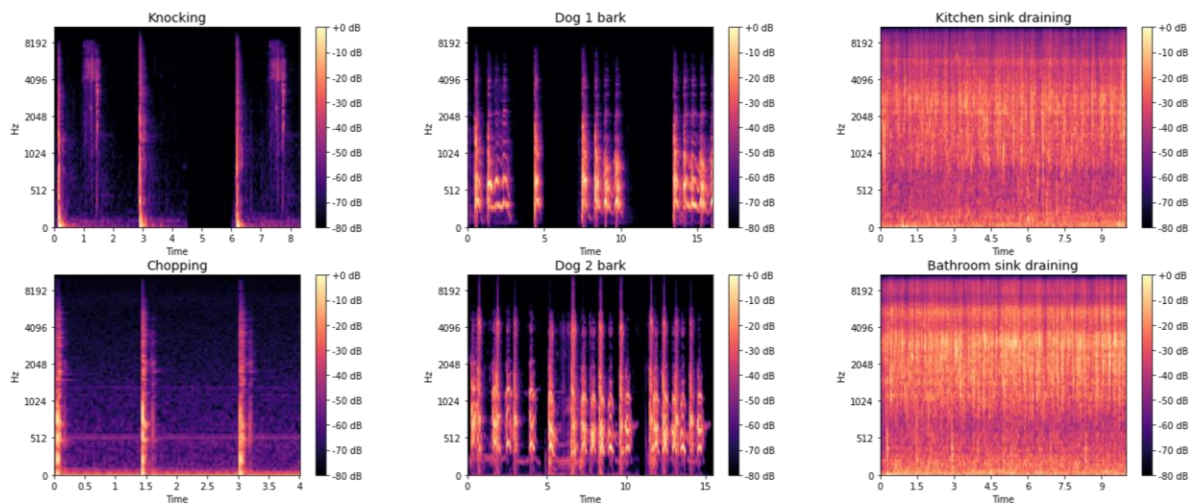 Knocking
8192
4096
2048
1024
512
0
Hz
0 1 2 3 4 5 6 7 8
Time
+0 dB
-10 dB
-20 dB
-30 dB
-40 dB
-50 dB
-60 dB
-70 dB
-80 dB
Dog 1 bark
8192
4096
2048
1024
512
0
Hz
0 5 10 15
Time
+0 dB
-10 dB
-20 dB
-30 dB
-40 dB
-50 dB
-60 dB
-70 dB
-80 dB
Kitchen sink draining
8192
4096
2048
1024
512
0
Hz
0 1.5 3 4.5 6 7.5 9
Time
+0 dB
-10 dB
-20 dB
-30 dB
-40 dB
-50 dB
-60 dB
-70 dB
-80 dB
Chopping
8192
4096
2048
1024
512
0
Hz
0 0.5 1 1.5 2 2.5 3 3.5 4
Time
+0 dB
-10 dB
-20 dB
-30 dB
-40 dB
-50 dB
-60 dB
-70 dB
-80 dB
Dog 2 bark
8192
4096
2048
1024
512
0
Hz
0 5 10 15
Time
+0 dB
-10 dB
-20 dB
-30 dB
-40 dB
-50 dB
-60 dB
-70 dB
-80 dB
Bathroom sink draining
8192
4096
2048
1024
512
0
Hz
0 1.5 3 4.5 6 7.5 9
Time
+0 dB
-10 dB
-20 dB
-30 dB
-40 dB
-50 dB
-60 dB
-70 dB
-80 dB